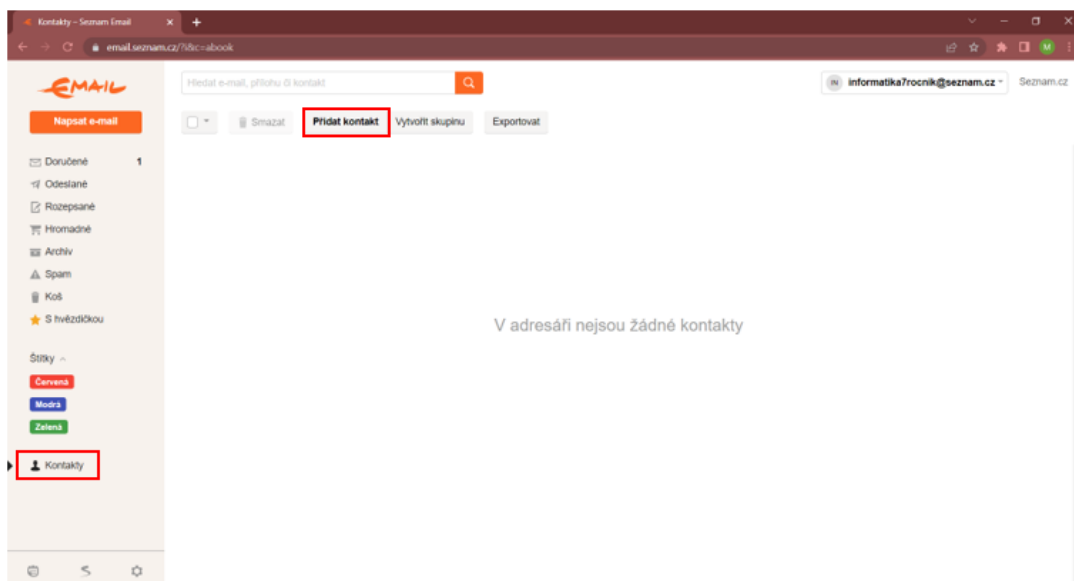 Kontakty – Seznam Email
email.seznam.cz/?i&c=abook
EMAIL
Hledat e-mail, přílohu či kontakt
IN informatika7rocnik@seznam.cz
Seznam.cz
Napsat e-mail
Smazat
Přidat kontakt
Vytvořit skupinu
Exportovat
Doručené 1
Odeslané
Rozepsané
Hromadné
Archiv
Spam
Koš
S hvězdičkou
V adresáři nejsou žádné kontakty
Štítky
Červená
Modrá
Zelená
Kontakty